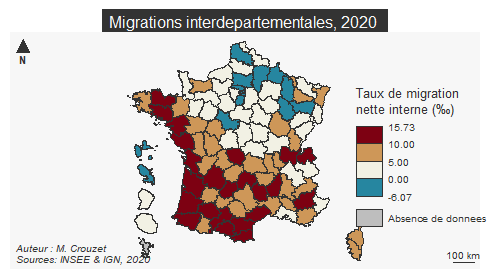 Migrations interdepartementales, 2020
N
Taux de migration
nette interne (‰)
15.73
10.00
5.00
0.00
-6.07
Absence de donnees
Auteur : M. Crouzet
Sources: INSEE & IGN, 2020
100 km